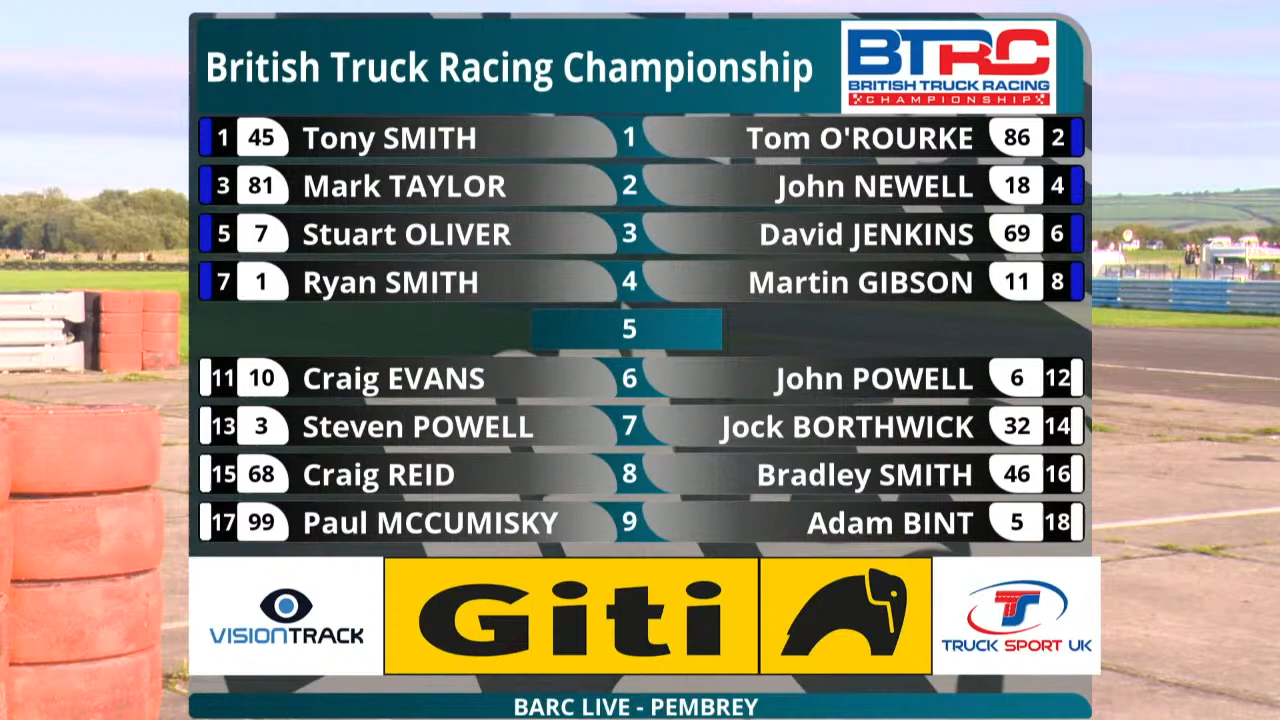 British Truck Racing Championship
BTRC
BRITISH TRUCK RACING
CHAMPIONSHIP
1 45 Tony SMITH 1 Tom O'ROURKE 86 2
3 81 Mark TAYLOR 2 John NEWELL 18 4
5 7 Stuart OLIVER 3 David JENKINS 69 6
7 1 Ryan SMITH 4 Martin GIBSON 11 8
5
11 10 Craig EVANS 6 John POWELL 6 12
13 3 Steven POWELL 7 Jock BORTHWICK 32 14
15 68 Craig REID 8 Bradley SMITH 46 16
17 99 Paul MCCUMISKY 9 Adam BINT 5 18
VISIONTRACK
Giti
TS
TRUCK SPORT UK
BARC LIVE - PEMBREY